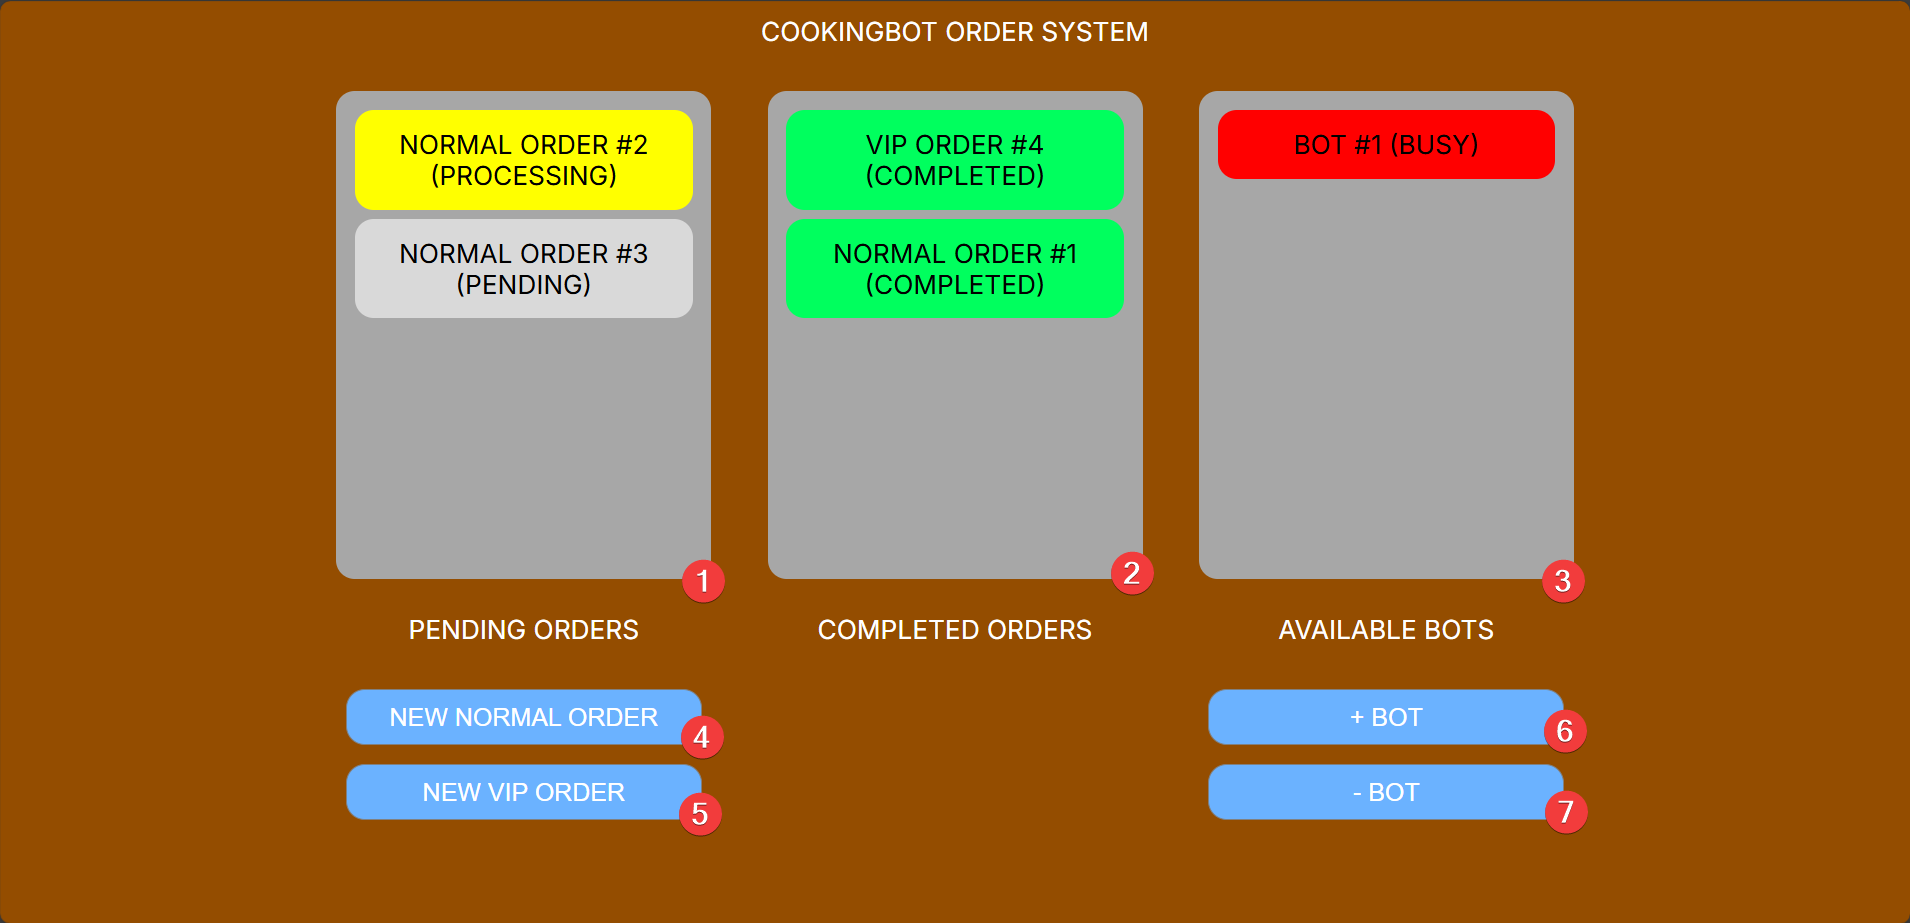 COOKINGBOT ORDER SYSTEM
NORMAL ORDER #2
(PROCESSING)
NORMAL ORDER #3
(PENDING)
1
PENDING ORDERS
VIP ORDER #4
(COMPLETED)
NORMAL ORDER #1
(COMPLETED)
2
COMPLETED ORDERS
BOT #1 (BUSY)
3
AVAILABLE BOTS
NEW NORMAL ORDER
4
NEW VIP ORDER
5
+ BOT
6
- BOT
7